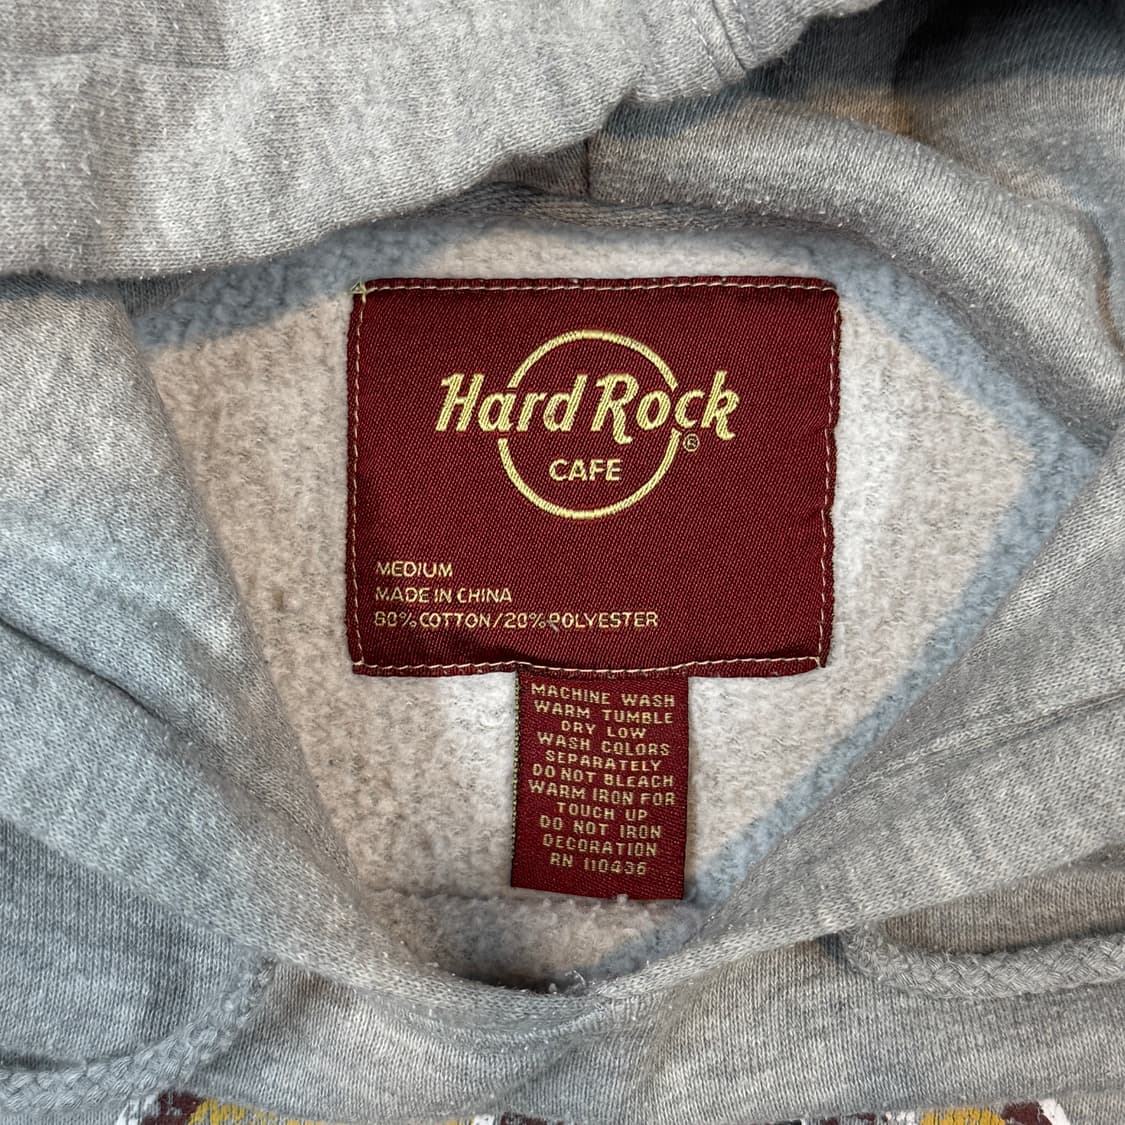 Hard Rock
®
CAFE
MEDIUM
MADE IN CHINA
80% COTTON/20% POLYESTER
MACHINE WASH
WARM TUMBLE
DRY LOW
WASH COLORS
SEPARATELY
DO NOT BLEACH
WARM IRON FOR
TOUCH UP
DO NOT IRON
DECORATION
RN 110436